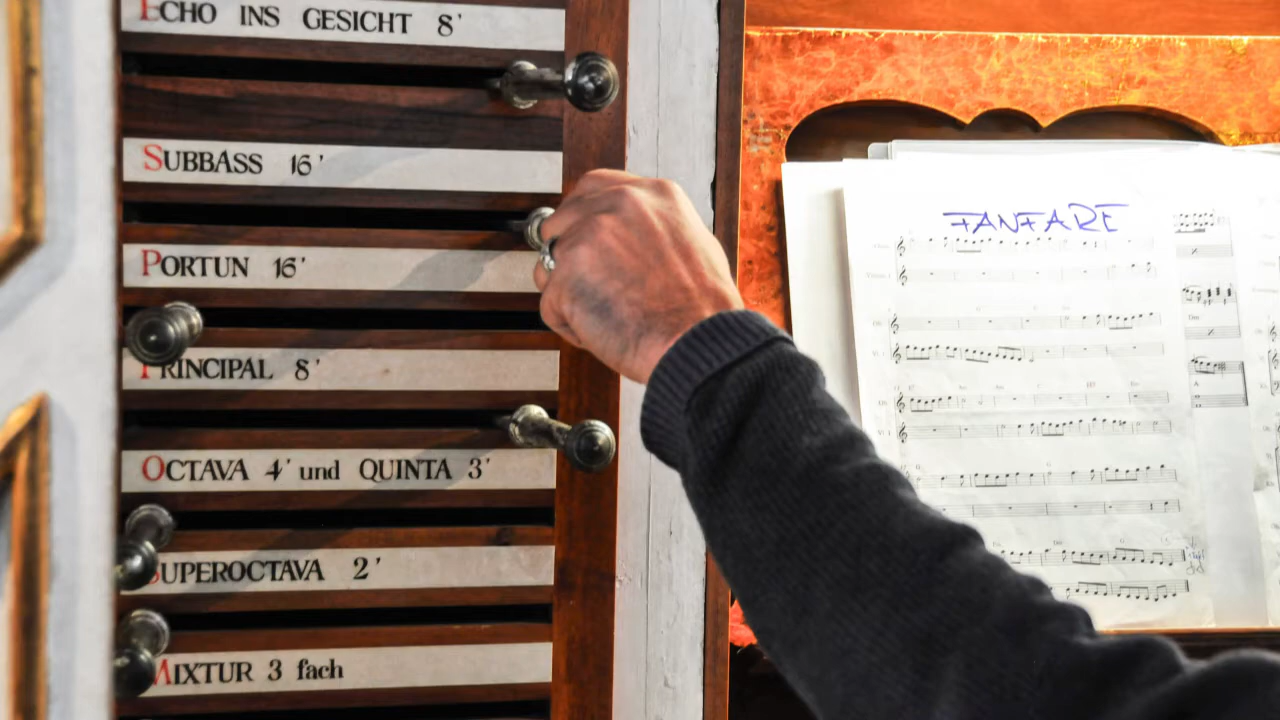 ECHO INS GESICHT 8'
SUBBASS 16'
PORTUN 16'
PRINCIPAL 8'
OCTAVA 4' und QUINTA 3'
SUPEROCTAVA 2'
MIXTUR 3 fach
FANFARE